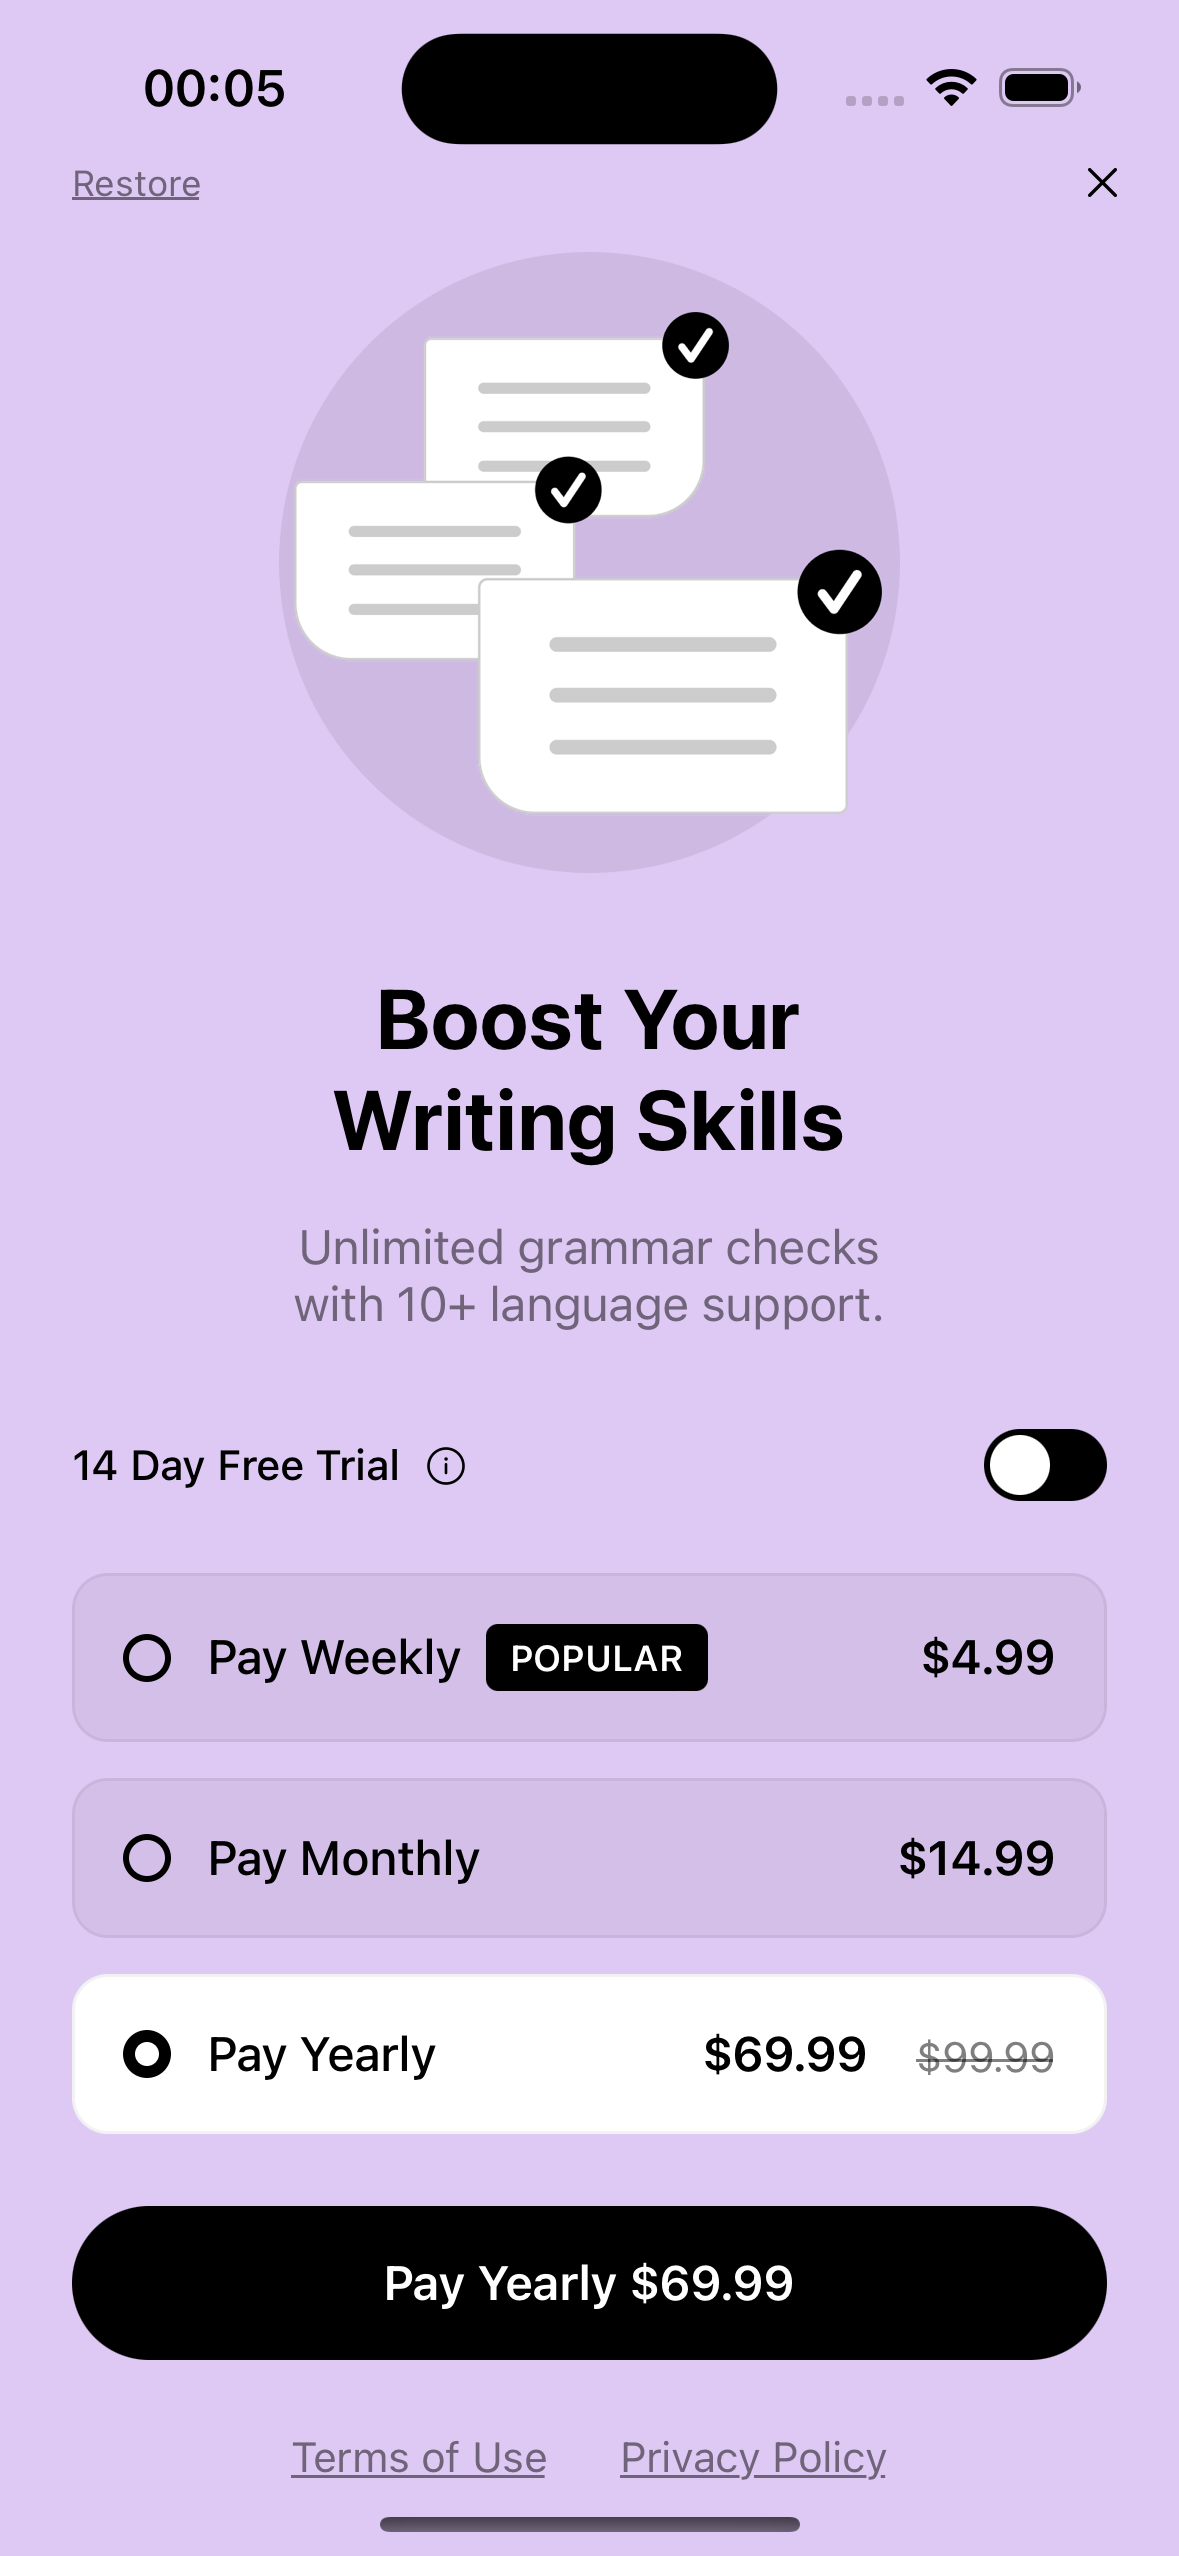 00:05
Restore
Boost Your
Writing Skills
Unlimited grammar checks
with 10+ language support.
14 Day Free Trial
Pay Weekly POPULAR $4.99
Pay Monthly $14.99
Pay Yearly $69.99 $99.99
Pay Yearly $69.99
Terms of Use Privacy Policy